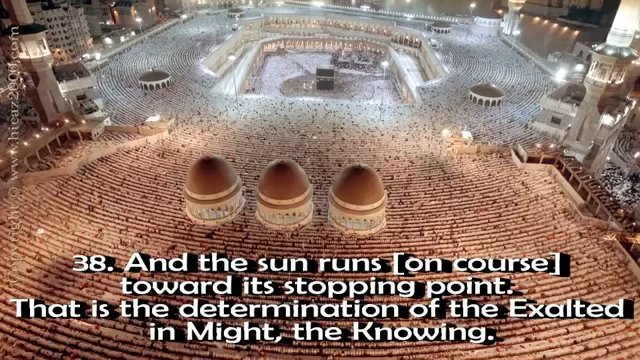 38. And the sun runs [on course]
toward its stopping point.
That is the determination of the Exalted
in Might, the Knowing.